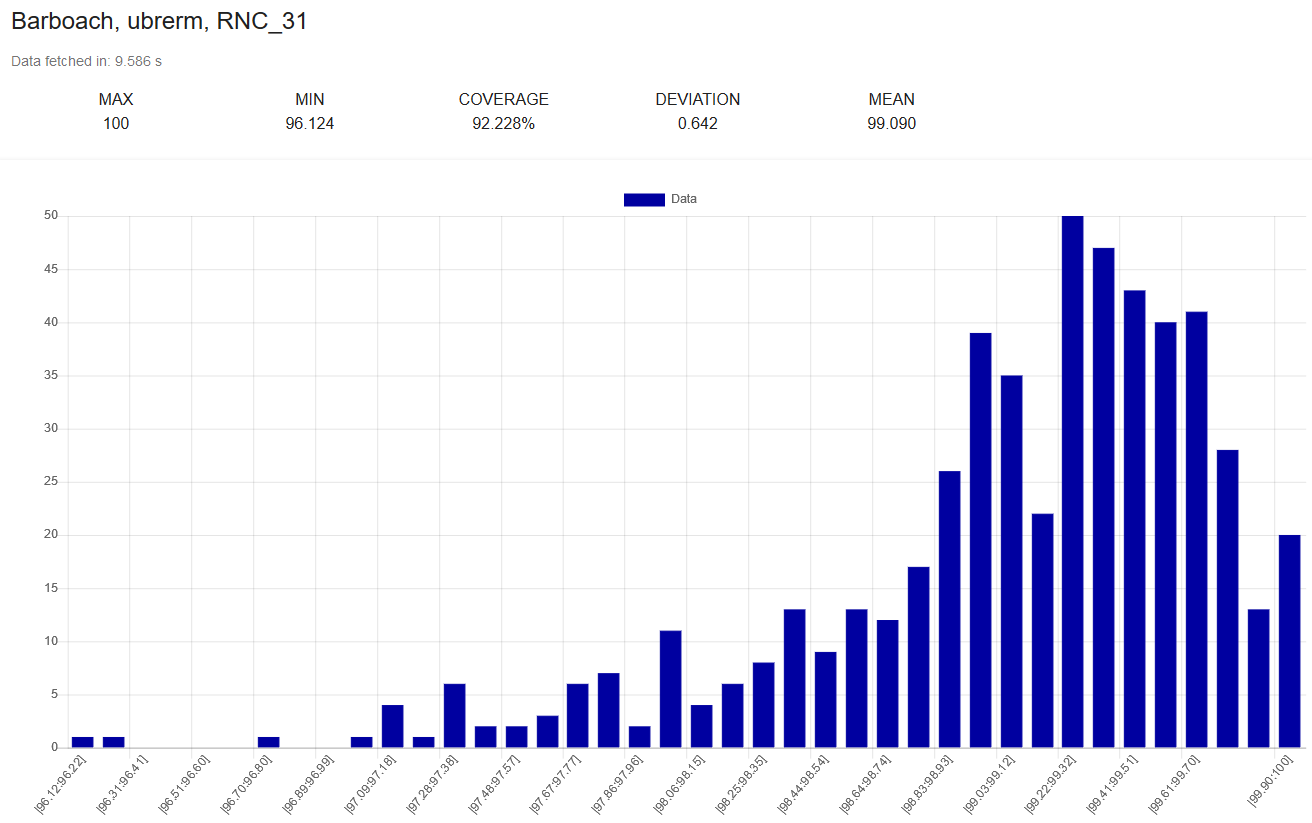 Barboach, ubrerm, RNC_31
Data fetched in: 9.586 s
MAX MIN COVERAGE DEVIATION MEAN
100 96.124 92.228% 0.642 99.090
Data
50
45
40
35
30
25
20
15
10
5
0
|96.12:96.22] |96.31:96.41] |96.51:96.60] |96.70:96.80] |96.89:96.99] |97.09:97.18] |97.28:97.38] |97.48:97.57] |97.67:97.77] |97.86:97.96] |98.06:98.15] |98.25:98.35] |98.44:98.54] |98.64:98.74] |98.83:98.93] |99.03:99.12] |99.22:99.32] |99.41:99.51] |99.61:99.70] |99.90:100]